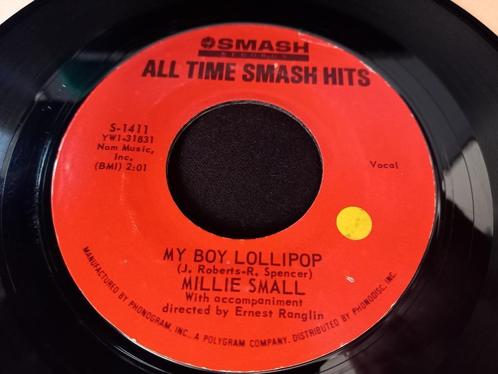 SMASH
RECORDS
ALL TIME SMASH HITS
S-1411
YW1-31831
Nom Music,
Inc.
(BMI) 2:01
Vocal
MY BOY LOLLIPOP
(J. Roberts-R. Spencer)
MILLIE SMALL
With accompaniment
directed by Ernest Ranglin
MANUFACTURED BY PHONOGRAM, INC., A POLYGRAM COMPANY. DISTRIBUTED BY PHONODISC, INC.